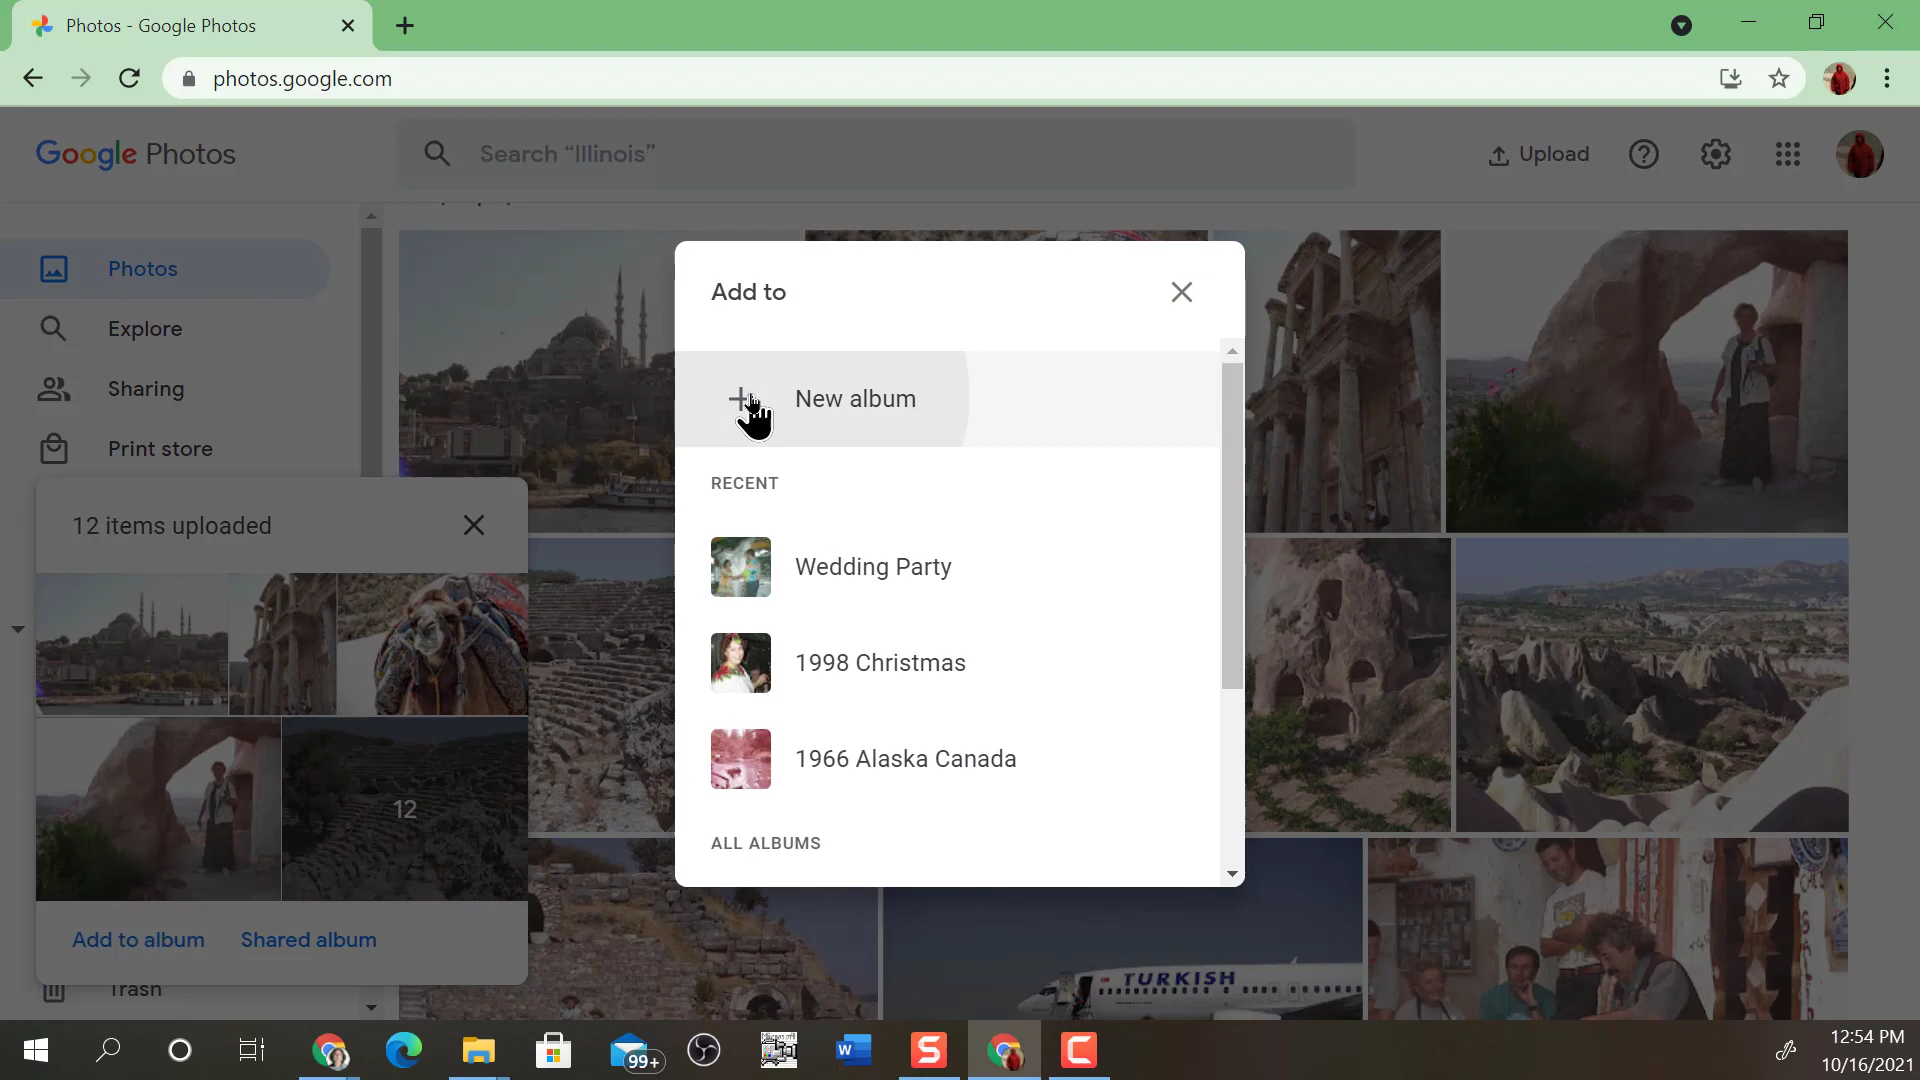 Photos - Google Photos
photos.google.com
Google Photos
Search “Illinois”
Upload
Photos
Explore
Sharing
Print store
12 items uploaded
12
Add to album Shared album
Trash
Add to
New album
RECENT
Wedding Party
1998 Christmas
1966 Alaska Canada
ALL ALBUMS
TURKISH
99+
Microsoft
W
S
C
12:54 PM
10/16/2021